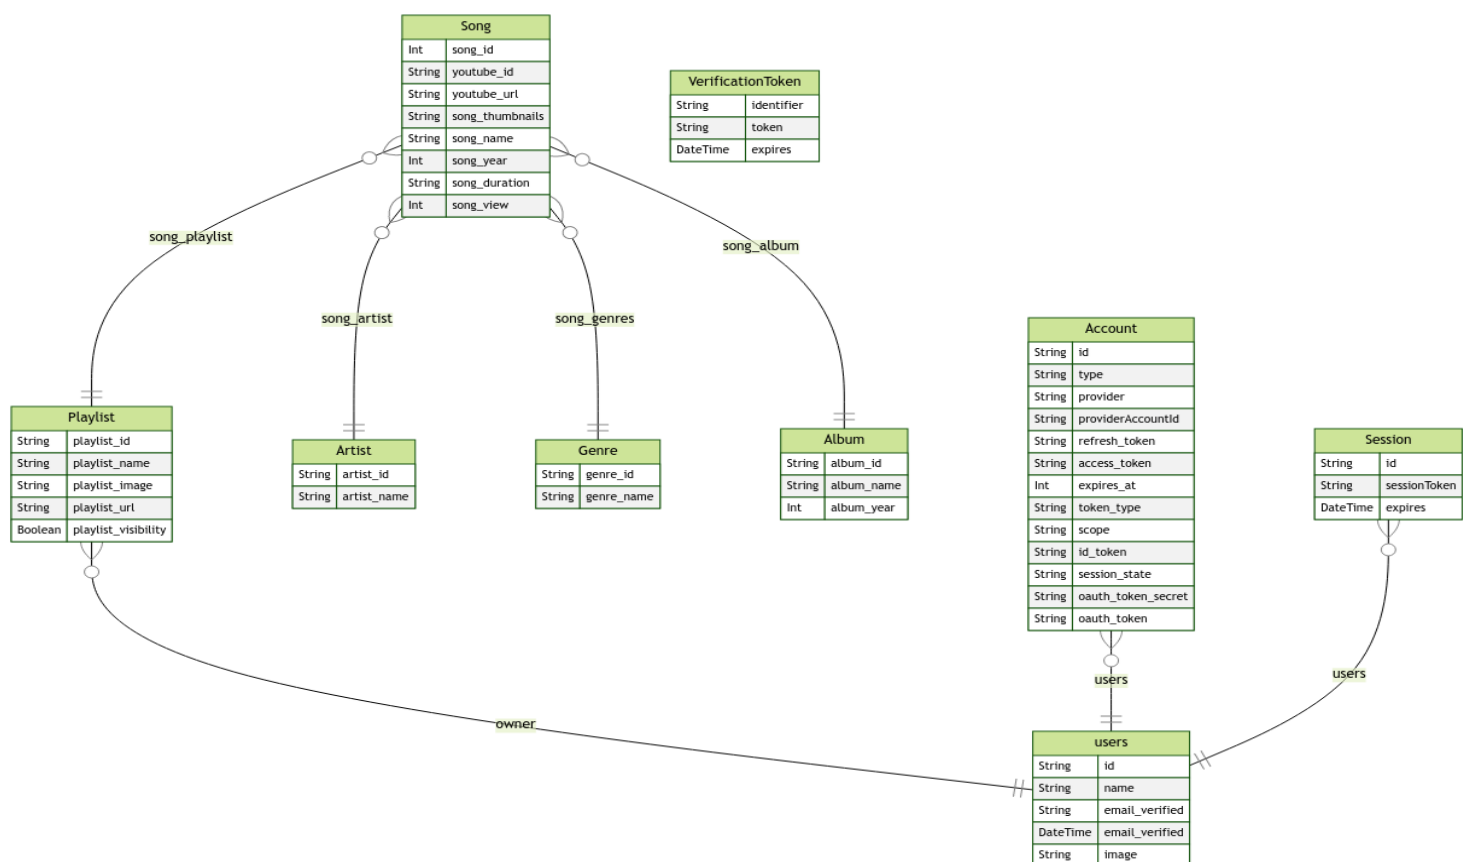 Song
Int song_id
String youtube_id
String youtube_url
String song_thumbnails
String song_name
Int song_year
String song_duration
Int song_view
VerificationToken
String identifier
String token
DateTime expires
song_playlist
song_album
song_artist
song_genres
Playlist
String playlist_id
String playlist_name
String playlist_image
String playlist_url
Boolean playlist_visibility
Artist
String artist_id
String artist_name
Genre
String genre_id
String genre_name
Album
String album_id
String album_name
Int album_year
Account
String id
String type
String provider
String providerAccountId
String refresh_token
String access_token
Int expires_at
String token_type
String scope
String id_token
String session_state
String oauth_token_secret
String oauth_token
Session
String id
String sessionToken
DateTime expires
users
users
owner
users
String id
String name
String email_verified
DateTime email_verified
String image